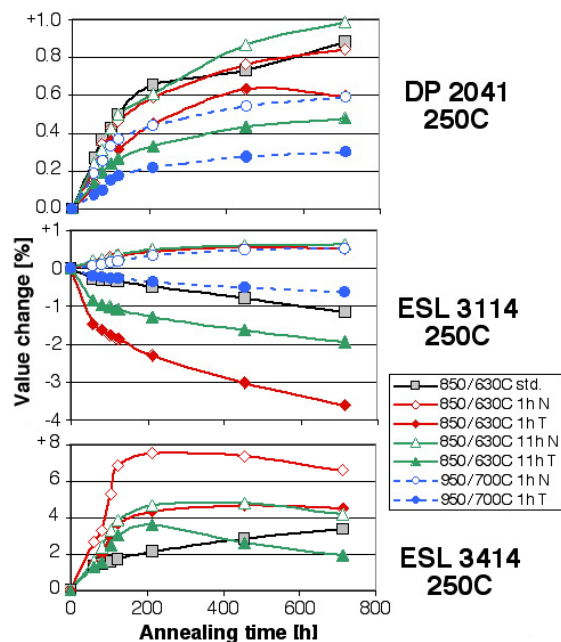 +1.0
0.8
0.6
0.4
0.2
0.0
DP 2041
250C
+1
0
-1
-2
-3
-4
Value change [%]
ESL 3114
250C
850/630C std.
850/630C 1h N
850/630C 1h T
850/630C 11h N
850/630C 11h T
950/700C 1h N
950/700C 1h T
+8
6
4
2
0
0
200
400
600
800
Annealing time [h]
ESL 3414
250C